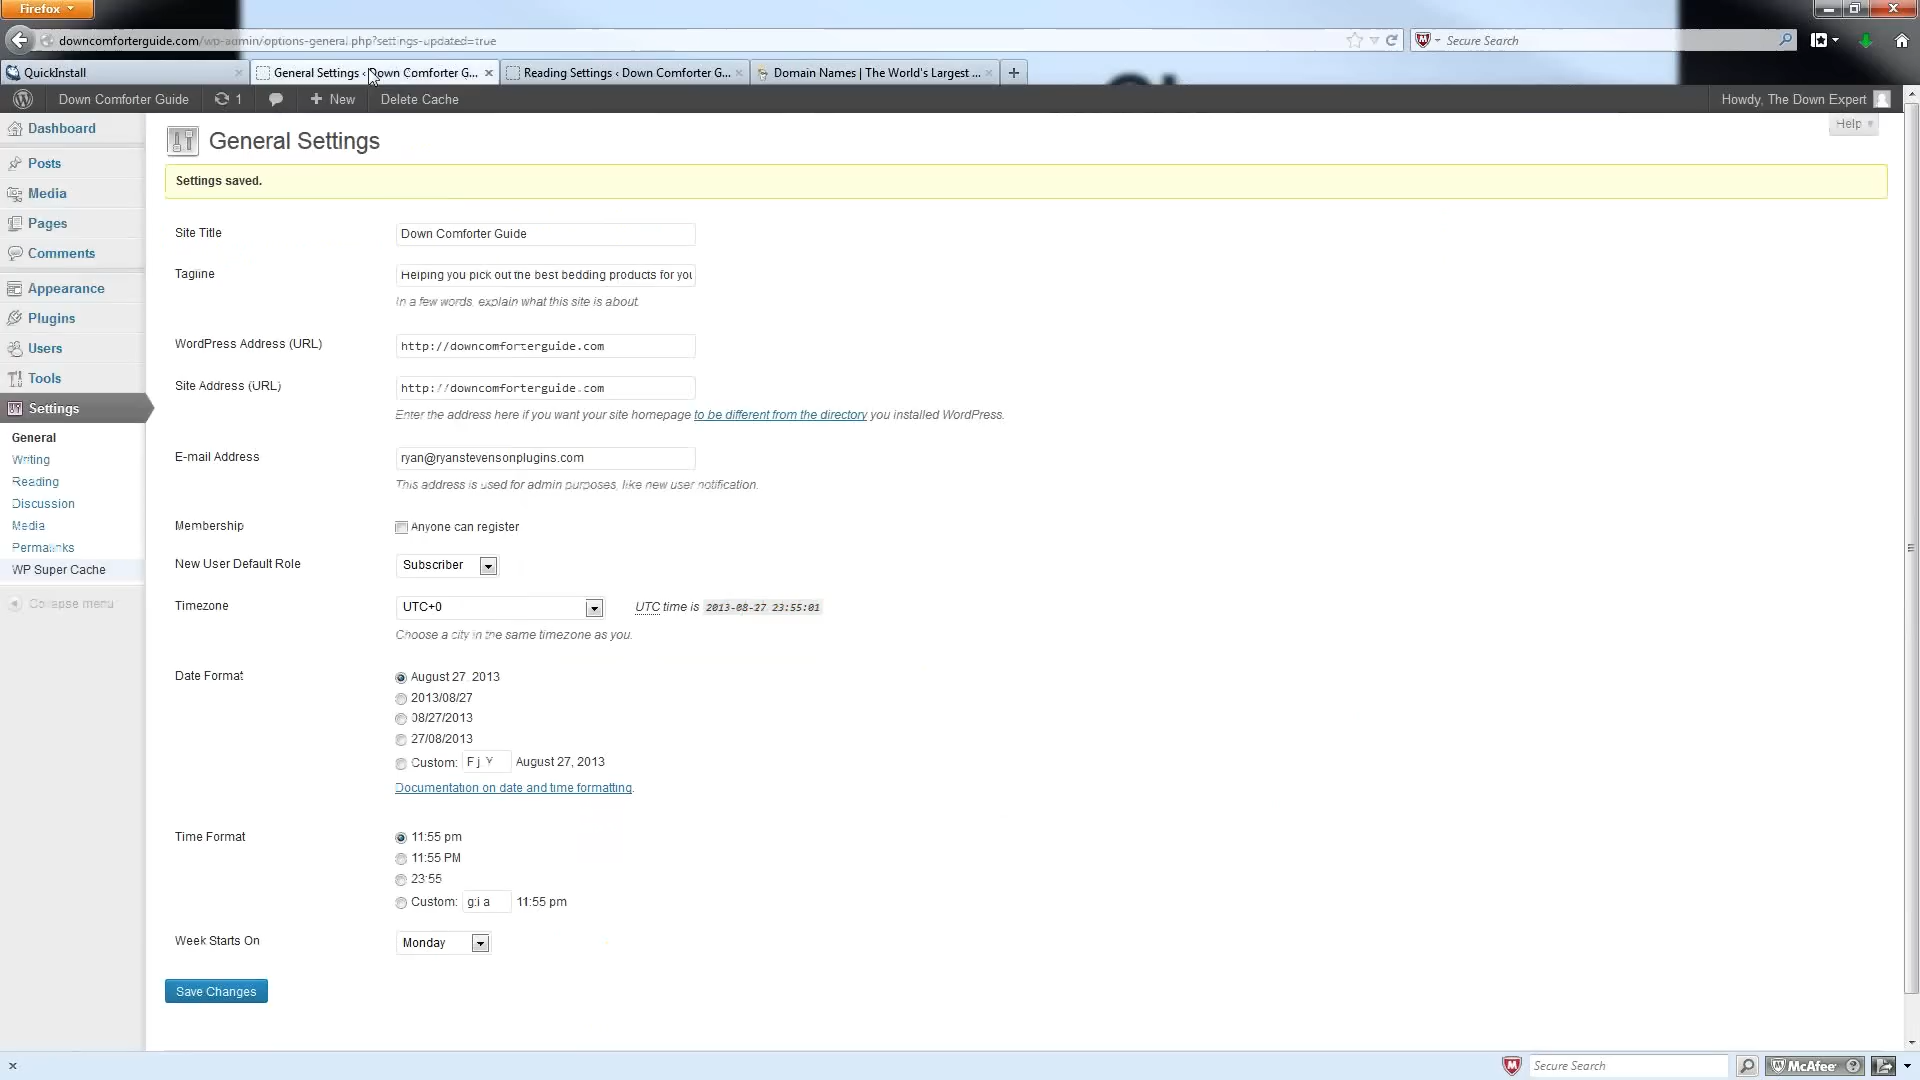 Firefox
downcomforterguide.com/wp-admin/options-general.php?settings-updated=true
Secure Search
QuickInstall
General Settings ‹ Down Comforter G...
Reading Settings ‹ Down Comforter G...
Domain Names | The World's Largest ...
Down Comforter Guide
1
New
Delete Cache
Howdy, The Down Expert
Help
Dashboard
Posts
Media
Pages
Comments
Appearance
Plugins
Users
Tools
Settings
General
Writing
Reading
Discussion
Media
Permalinks
WP Super Cache
Collapse menu
General Settings
Settings saved.
Site Title
Down Comforter Guide
Tagline
Helping you pick out the best bedding products for you
In a few words, explain what this site is about.
WordPress Address (URL)
http://downcomforterguide.com
Site Address (URL)
http://downcomforterguide.com
Enter the address here if you want your site homepage to be different from the directory you installed WordPress.
E-mail Address
ryan@ryanstevensonplugins.com
This address is used for admin purposes, like new user notification.
Membership
Anyone can register
New User Default Role
Subscriber
Timezone
UTC+0
UTC time is 2013-08-27 23:55:01
Choose a city in the same timezone as you.
Date Format
August 27, 2013
2013/08/27
08/27/2013
27/08/2013
Custom: F j, Y August 27, 2013
Documentation on date and time formatting.
Time Format
11:55 pm
11:55 PM
23:55
Custom: g:i a 11:55 pm
Week Starts On
Monday
Save Changes
Secure Search
McAfee